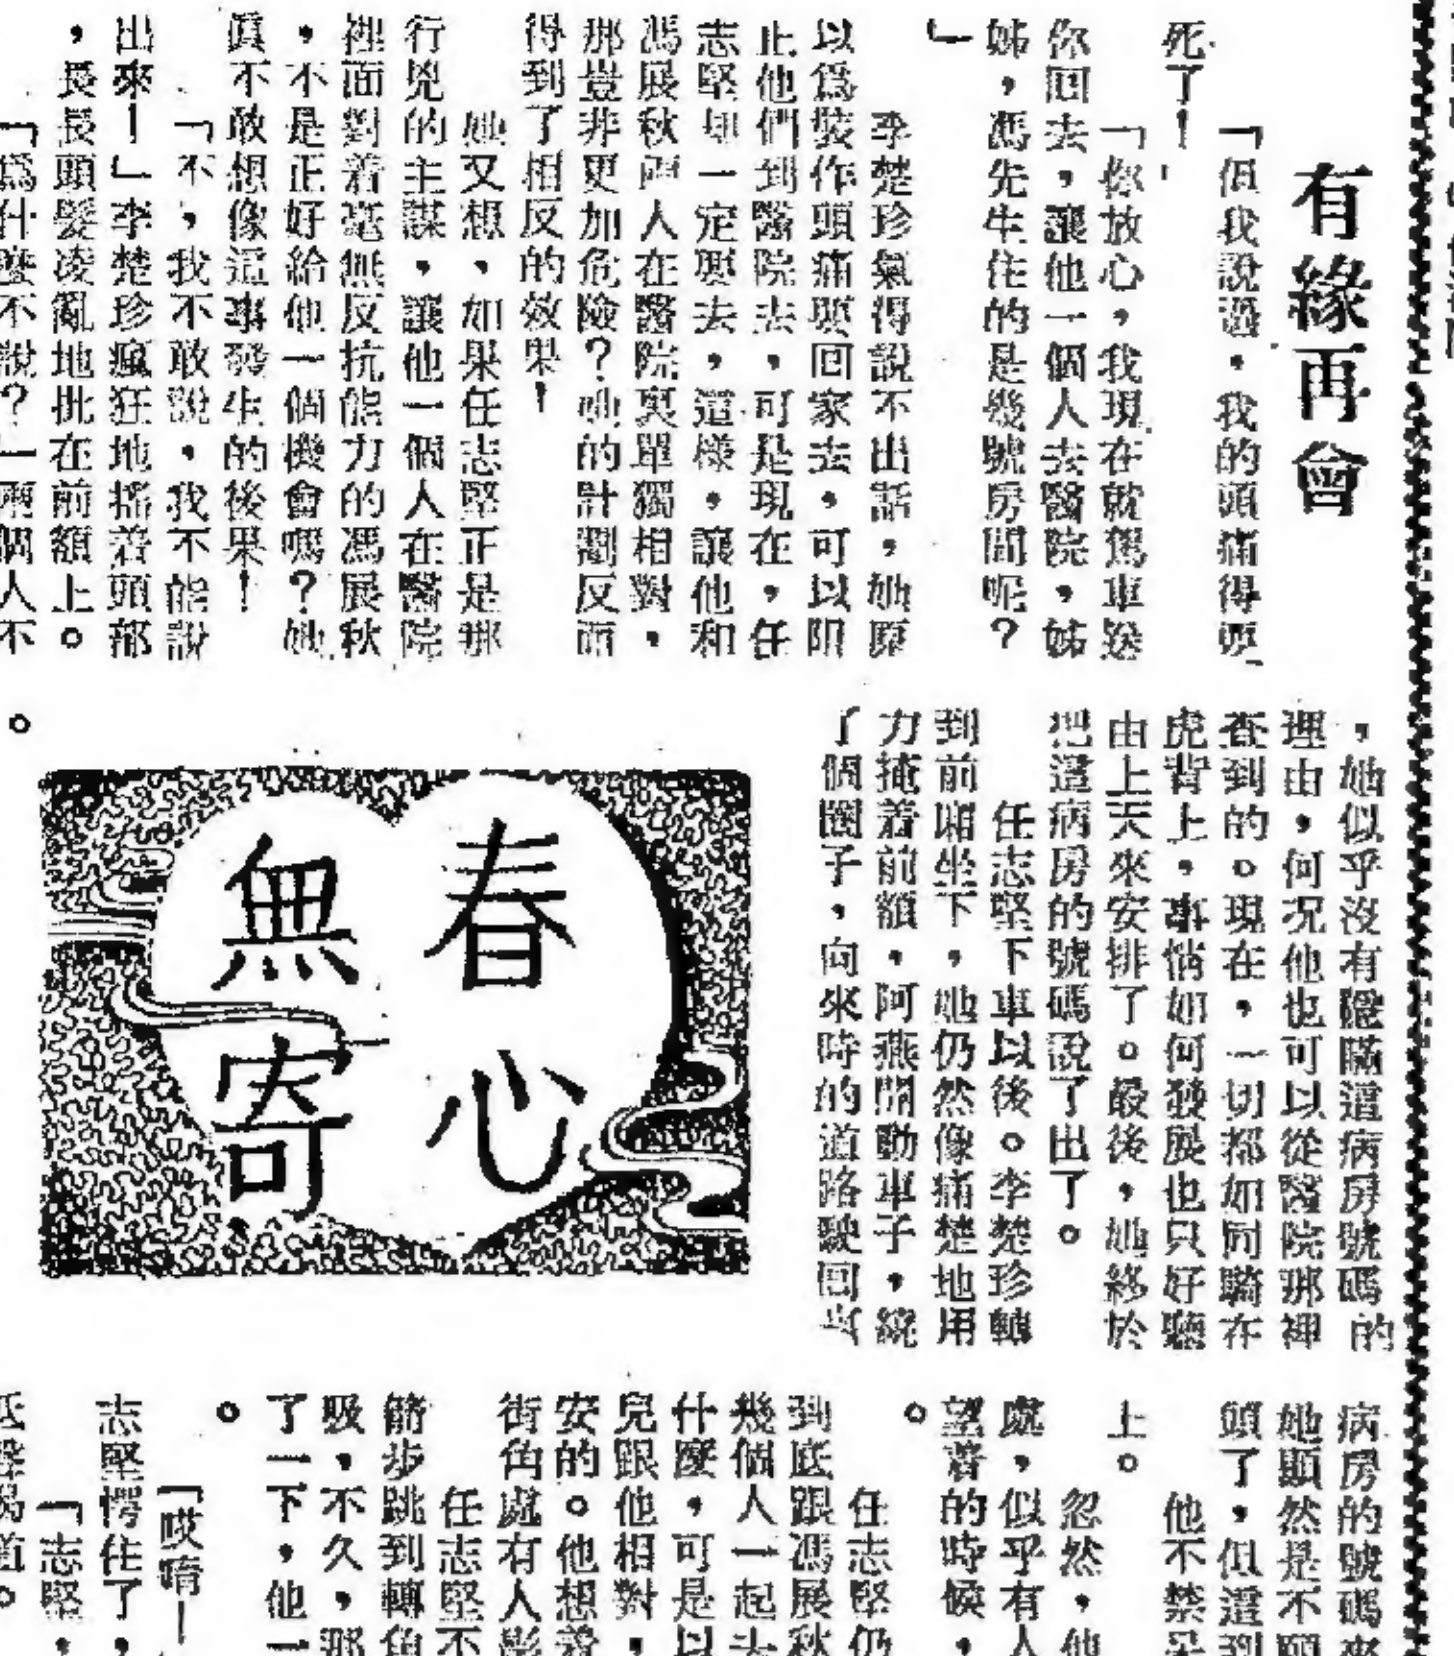 有緣再會
「但我說過，我的頭痛得要
死了！」
「你放心，我現在就駕車送
你回去，讓他一個人去醫院，姊
姊，馮先生住的是幾號房間呢？
」
李楚珍氣得說不出話，她原
以爲裝作頭痛要回家去，可以阻
止他們到醫院去，可是現在，任
志堅却一定要去，這樣，讓他和
馮展秋兩人在醫院裏單獨相對，
那豈非更加危險？她的計劃反而
得到了相反的效果！
她又想，如果任志堅正是那
行兇的主謀，讓他一個人在醫院
裡面對着毫無反抗能力的馮展秋
，不是正好給他一個機會嗎？她
眞不敢想像這事發生的後果！
「不，我不敢說，我不能說
出來！」李楚珍瘋狂地搖着頭部
，長長頭髮凌亂地批在前額上。
「爲什麼不說？一兩個人不
，她似乎沒有隱瞞這病房號碼的
理由，何况他也可以從醫院那裡
查到的。現在，一切都如同騎在
虎背上，事情如何發展也只好聽
由上天來安排了。最後，她終於
把這病房的號碼說了出了。
任志堅下車以後。李楚珍轉
到前廂坐下，她仍然像痛楚地用
力掩着前額，阿燕開動車子，繞
了個圈子，向來時的道路駛回去
。
春心
無寄
病房的號碼來
她顯然是不願
頭了，但這到
他不禁呆
上。
忽然，他
處，似乎有人
望着的時候，
。
任志堅仍
到底跟馮展秋
幾個人一起去
什麼，可是以
兒跟他相對，
安的。他想着
街角處有人影
任志堅不
箭步跳到轉角
吸，不久，那
了一下，他一
。
「哎唷！
志堅愕住了，
「志堅，
低聲喝道。